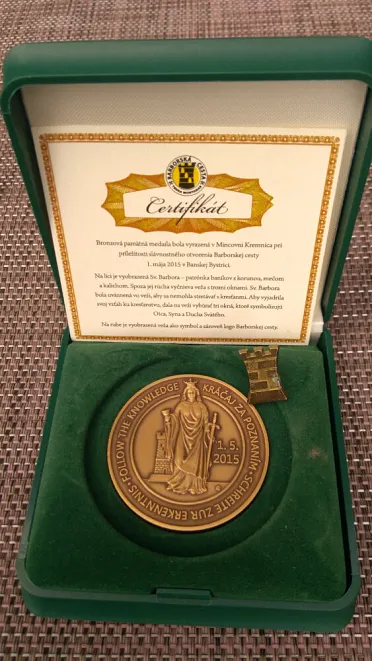 BARBORSKÁ CESTA
Certifikát
Bronzová pamätná medaila bola vyrazená v Mincovni Kremnica pri
príležitosti slávnostného otvorenia Barborskej cesty
1. mája 2015 v Banskej Bystrici.
Na líci je vyobrazená Sv. Barbora – patrónka baníkov s korunou, mečom
a kalichom. Spoza jej rúcha vyčnieva veža s tromi oknami. Sv. Barbora
bola uväznená vo veži, aby sa nemohla stretávať s kresťanmi. Aby vyjadrila
svoj vzťah ku kresťanstvu, dala na veži vybúrať tri okná, ktoré symbolizujú
Otca, Syna a Ducha Svätého.
Na rube je vyobrazená veža ako symbol a zároveň logo Barborskej cesty.
FOLLOW THE KNOWLEDGE · KRÁČAJ ZA POZNANÍM · SCHREITE ZUR ERKENNTNIS ·
1. 5.
2015